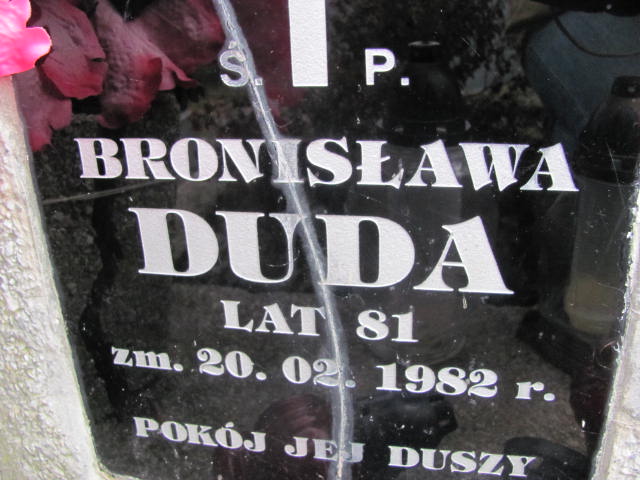 Ś. P.
BRONISŁAWA
DUDA
LAT 81
zm. 20. 02. 1982 r.
POKÓJ JEJ DUSZY